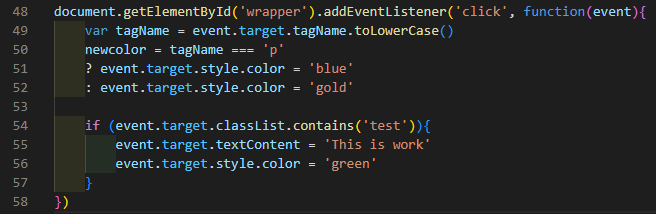 48 document.getElementById('wrapper').addEventListener('click', function(event){
49     var tagName = event.target.tagName.toLowerCase()
50     newcolor = tagName === 'p'
51     ? event.target.style.color = 'blue'
52     : event.target.style.color = 'gold'
53
54     if (event.target.classList.contains('test')){
55         event.target.textContent = 'This is work'
56         event.target.style.color = 'green'
57     }
58 })